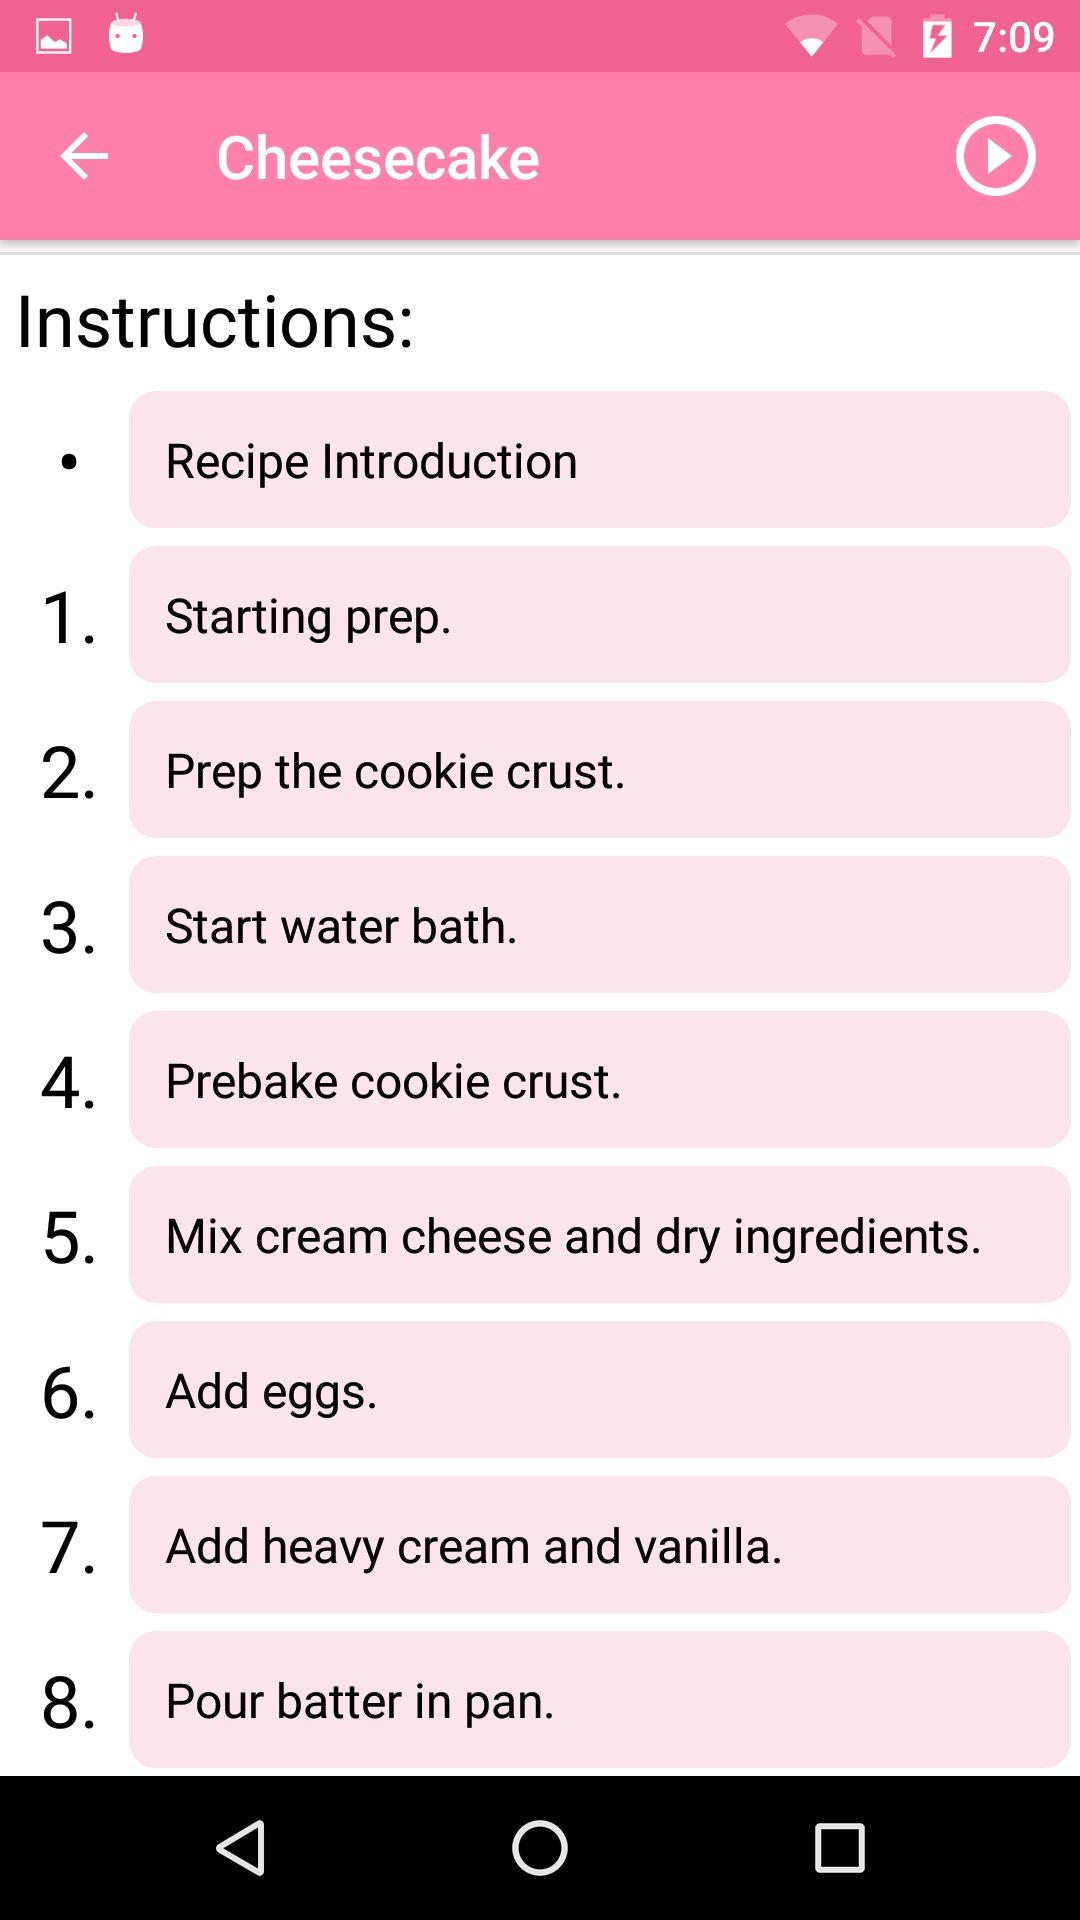 7:09
Cheesecake
Instructions:
• Recipe Introduction
1. Starting prep.
2. Prep the cookie crust.
3. Start water bath.
4. Prebake cookie crust.
5. Mix cream cheese and dry ingredients.
6. Add eggs.
7. Add heavy cream and vanilla.
8. Pour batter in pan.